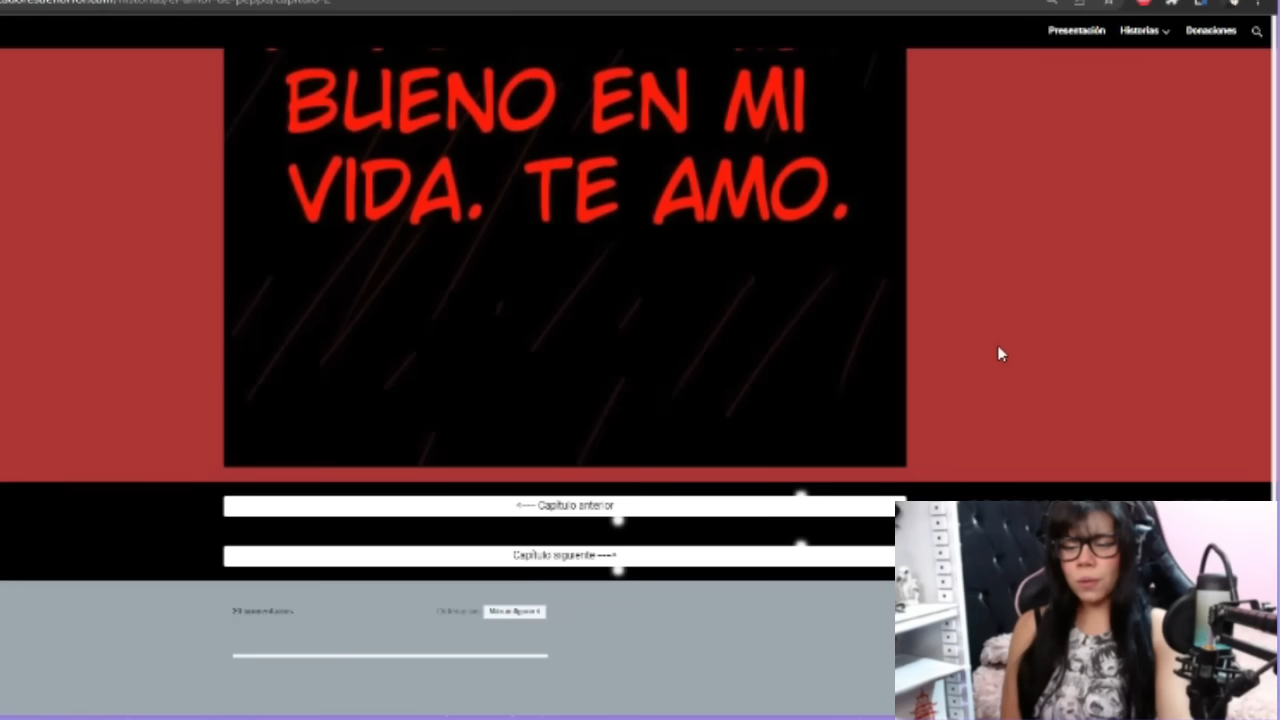 Presentación Historias Donaciones
BUENO EN MI
VIDA. TE AMO.
<---- Capítulo anterior
Capítulo siguiente ---->